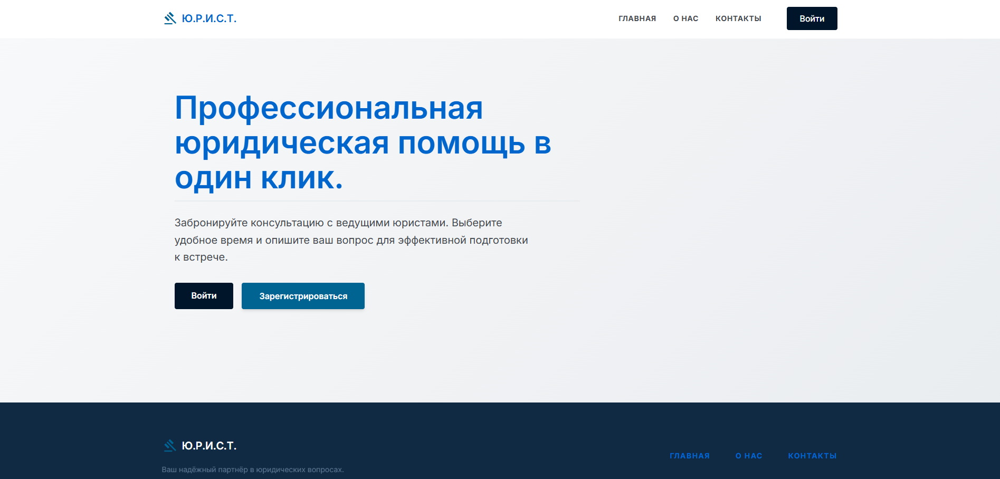 Ю.Р.И.С.Т.
ГЛАВНАЯ О НАС КОНТАКТЫ Войти
Профессиональная
юридическая помощь в
один клик.
Забронируйте консультацию с ведущими юристами. Выберите
удобное время и опишите ваш вопрос для эффективной подготовки
к встрече.
Войти Зарегистрироваться
Ю.Р.И.С.Т.
ГЛАВНАЯ О НАС КОНТАКТЫ
Ваш надёжный партнёр в юридических вопросах.